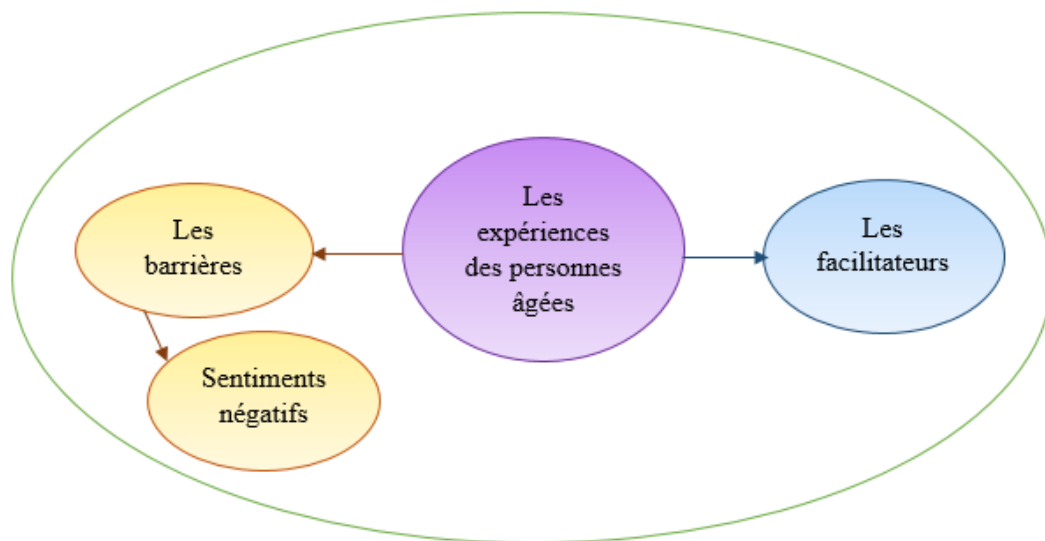 Les
barrières
Sentiments
négatifs
Les
expériences
des personnes
âgées
Les
facilitateurs